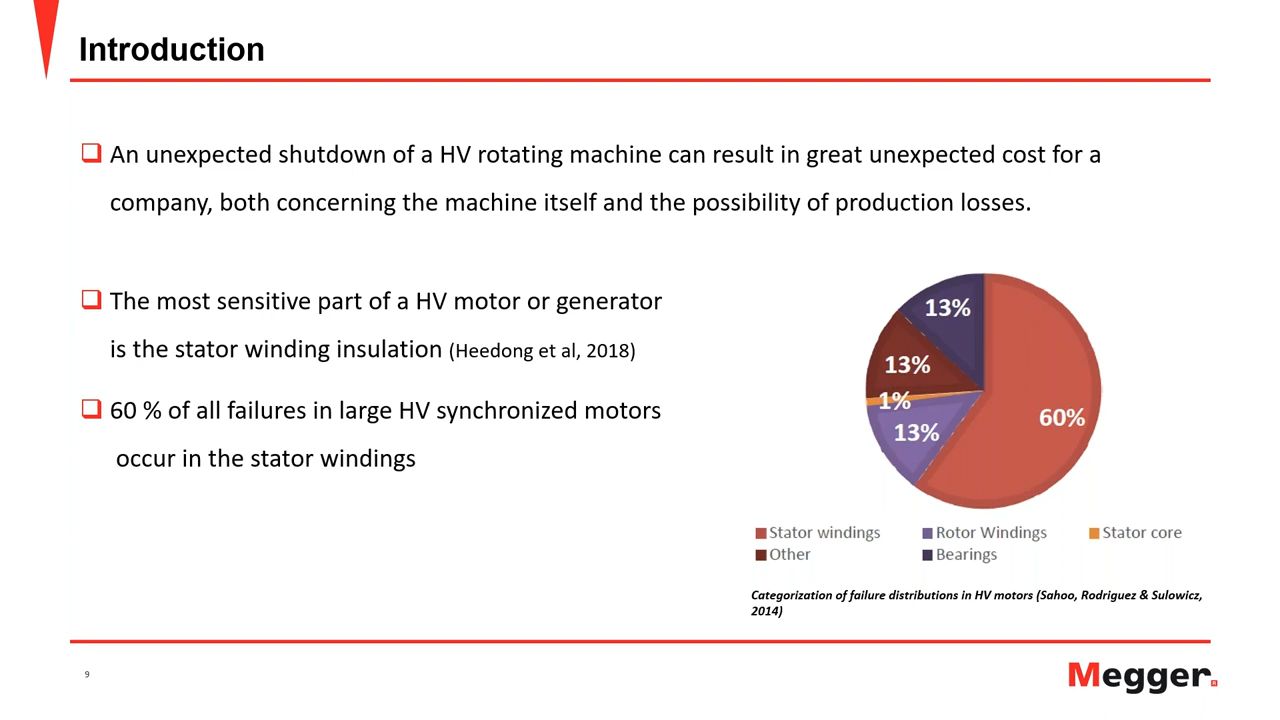 Introduction
An unexpected shutdown of a HV rotating machine can result in great unexpected cost for a
company, both concerning the machine itself and the possibility of production losses.
The most sensitive part of a HV motor or generator
is the stator winding insulation (Heedong et al, 2018)
60 % of all failures in large HV synchronized motors
occur in the stator windings
13%
13%
1%
13%
60%
Stator windings Rotor Windings Stator core
Other Bearings
Categorization of failure distributions in HV motors (Sahoo, Rodriguez & Sulowicz,
2014)
9
Megger